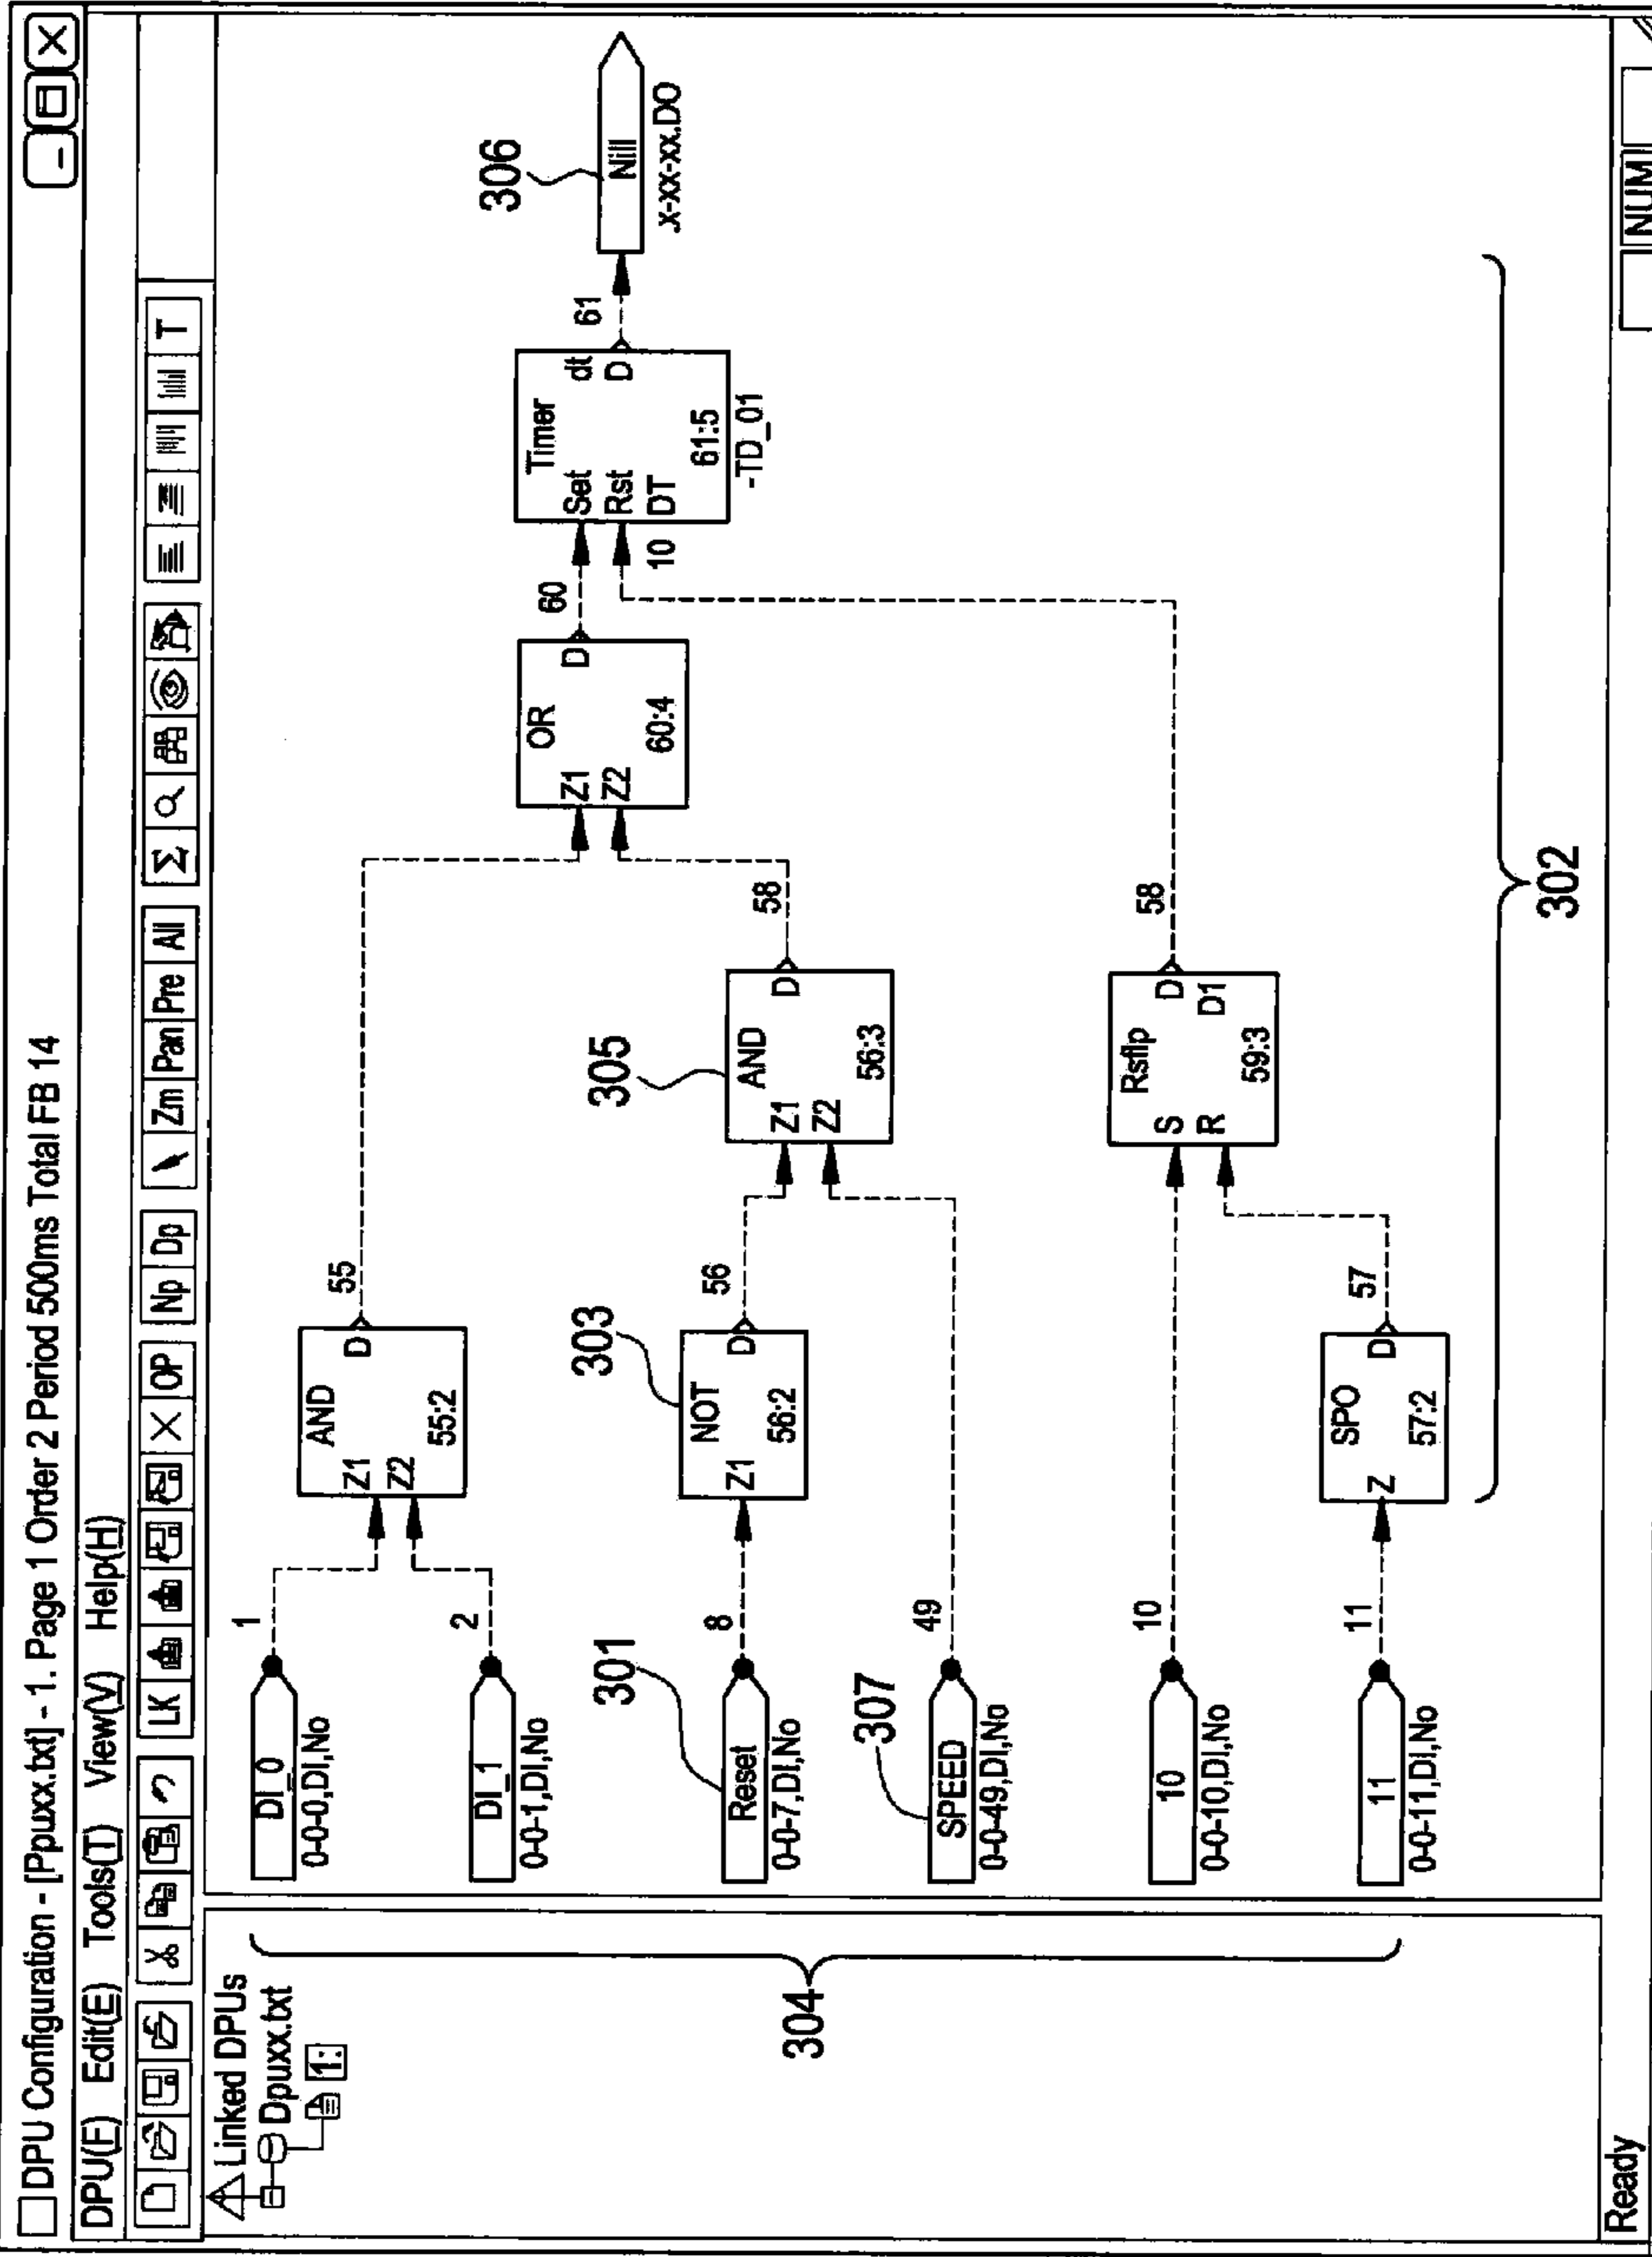 DPU Configuration - [Ppuxx.txt] - 1. Page 1 Order 2 Period 500ms Total FB 14
DPU(F) Edit(E) Tools(T) View(V) Help(H)
LK OP Np Dp Zm Pan Pre All Σ T
Linked DPUs
Dpuxx.txt
1:
304
DI_0
0-0-0,DI,No
1
DI_1
0-0-1,DI,No
2
301
Reset
0-0-7,DI,No
8
307
SPEED
0-0-49,DI,No
49
10
0-0-10,DI,No
10
11
0-0-11,DI,No
11
AND
Z1 D
Z2
55:2
55
303
NOT
Z1 D
56:2
56
SPO
Z D
57:2
57
305
AND
Z1 D
Z2
56:3
58
Rsflp
S D
R D1
59:3
58
OR
Z1 D
Z2
60:4
60
10
Timer
Set dt
Rst D
DT
61:5
-TD_01
61
306
Nill
.x-xx-xx.DO
302
Ready
NUM